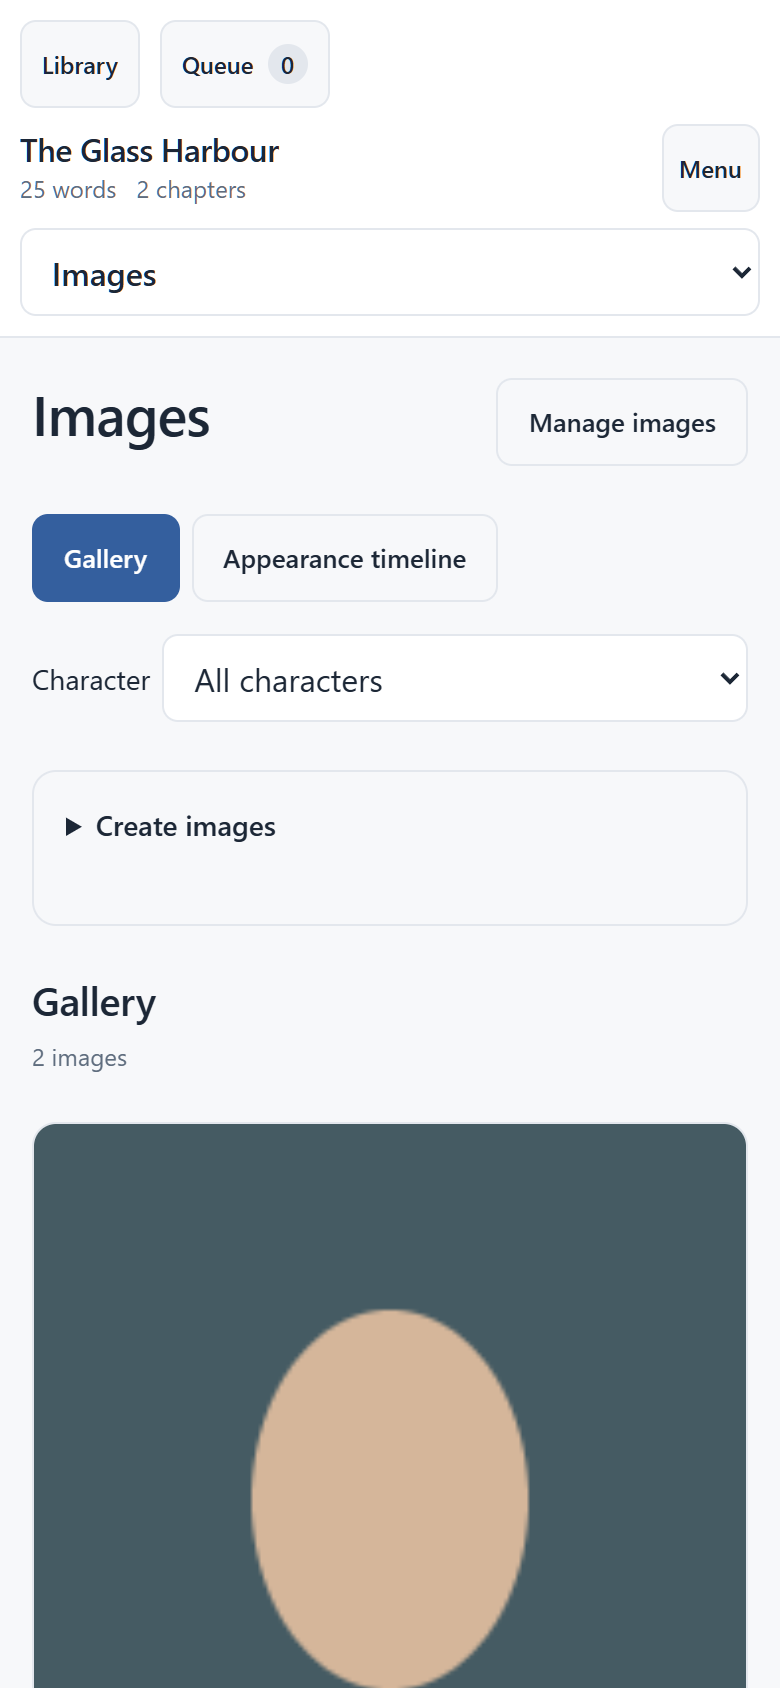 Library
Queue 0
The Glass Harbour
25 words 2 chapters
Menu
Images
Images
Manage images
Gallery
Appearance timeline
Character
All characters
Create images
Gallery
2 images